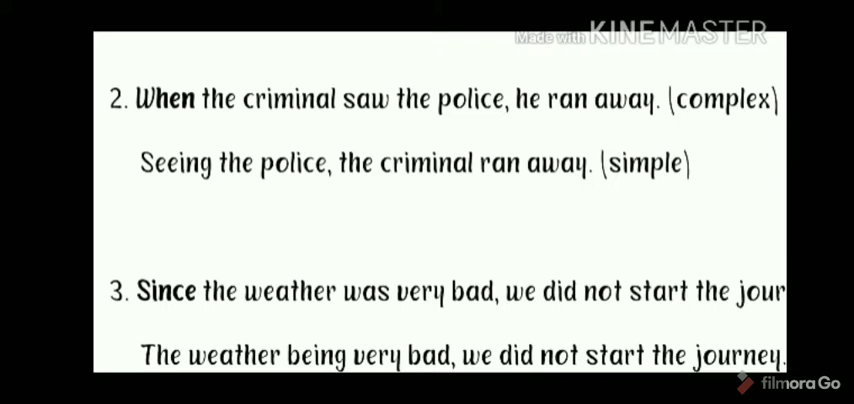 Made with KINEMASTER
2. When the criminal saw the police, he ran away. (complex)
Seeing the police, the criminal ran away. (simple)
3. Since the weather was very bad, we did not start the jour
The weather being very bad, we did not start the journey.
filmora Go